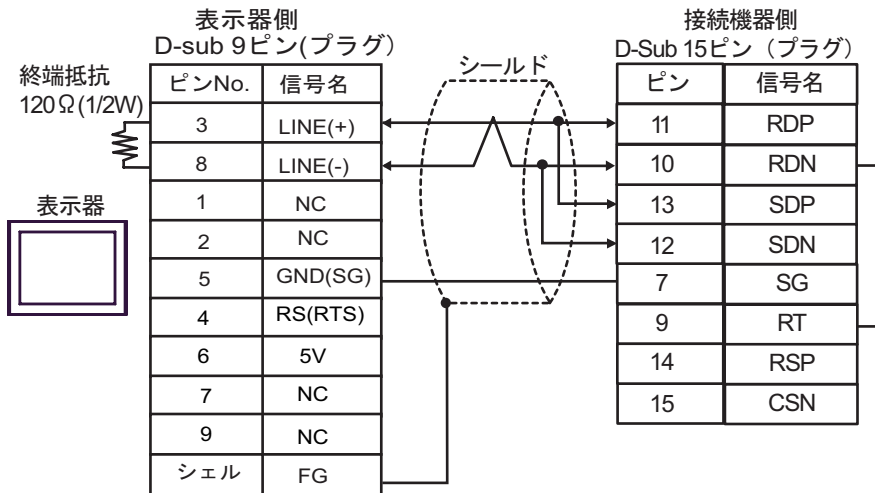 表示器側
D-sub 9ピン(プラグ)
接続機器側
D-Sub 15ピン（プラグ）
シールド
終端抵抗
120Ω(1/2W)
表示器
ピンNo. 信号名
3 LINE(+)
8 LINE(-)
1 NC
2 NC
5 GND(SG)
4 RS(RTS)
6 5V
7 NC
9 NC
シェル FG
ピン 信号名
11 RDP
10 RDN
13 SDP
12 SDN
7 SG
9 RT
14 RSP
15 CSN